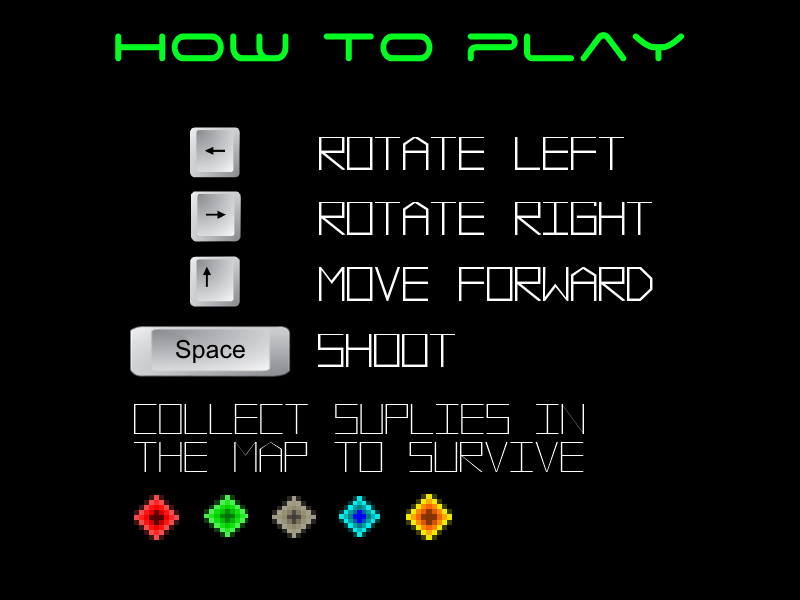 HOW TO PLAY
← ROTATE LEFT
→ ROTATE RIGHT
↑ MOVE FORWARD
Space SHOOT
COLLECT SUPLIES IN
THE MAP TO SURVIVE